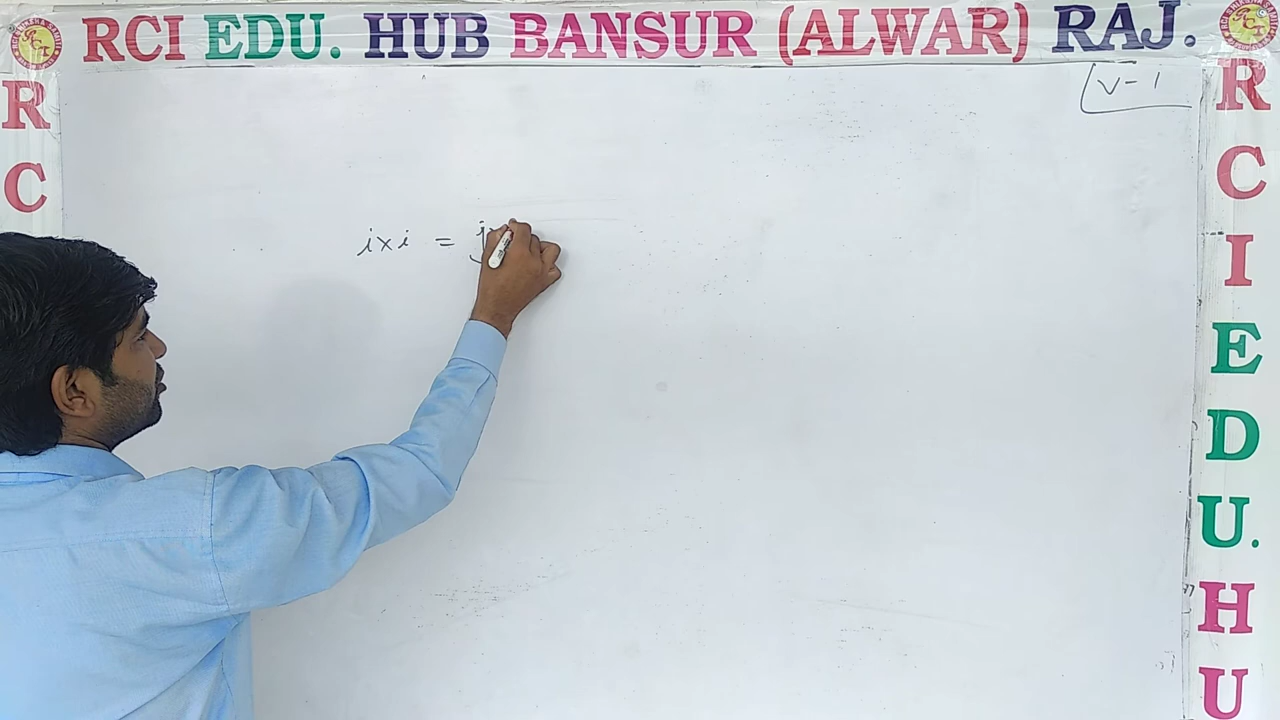 RCI EDU. HUB BANSUR (ALWAR) RAJ.
V-1
R
C
i×i = j
R
C
I
E
D
U.
H
U